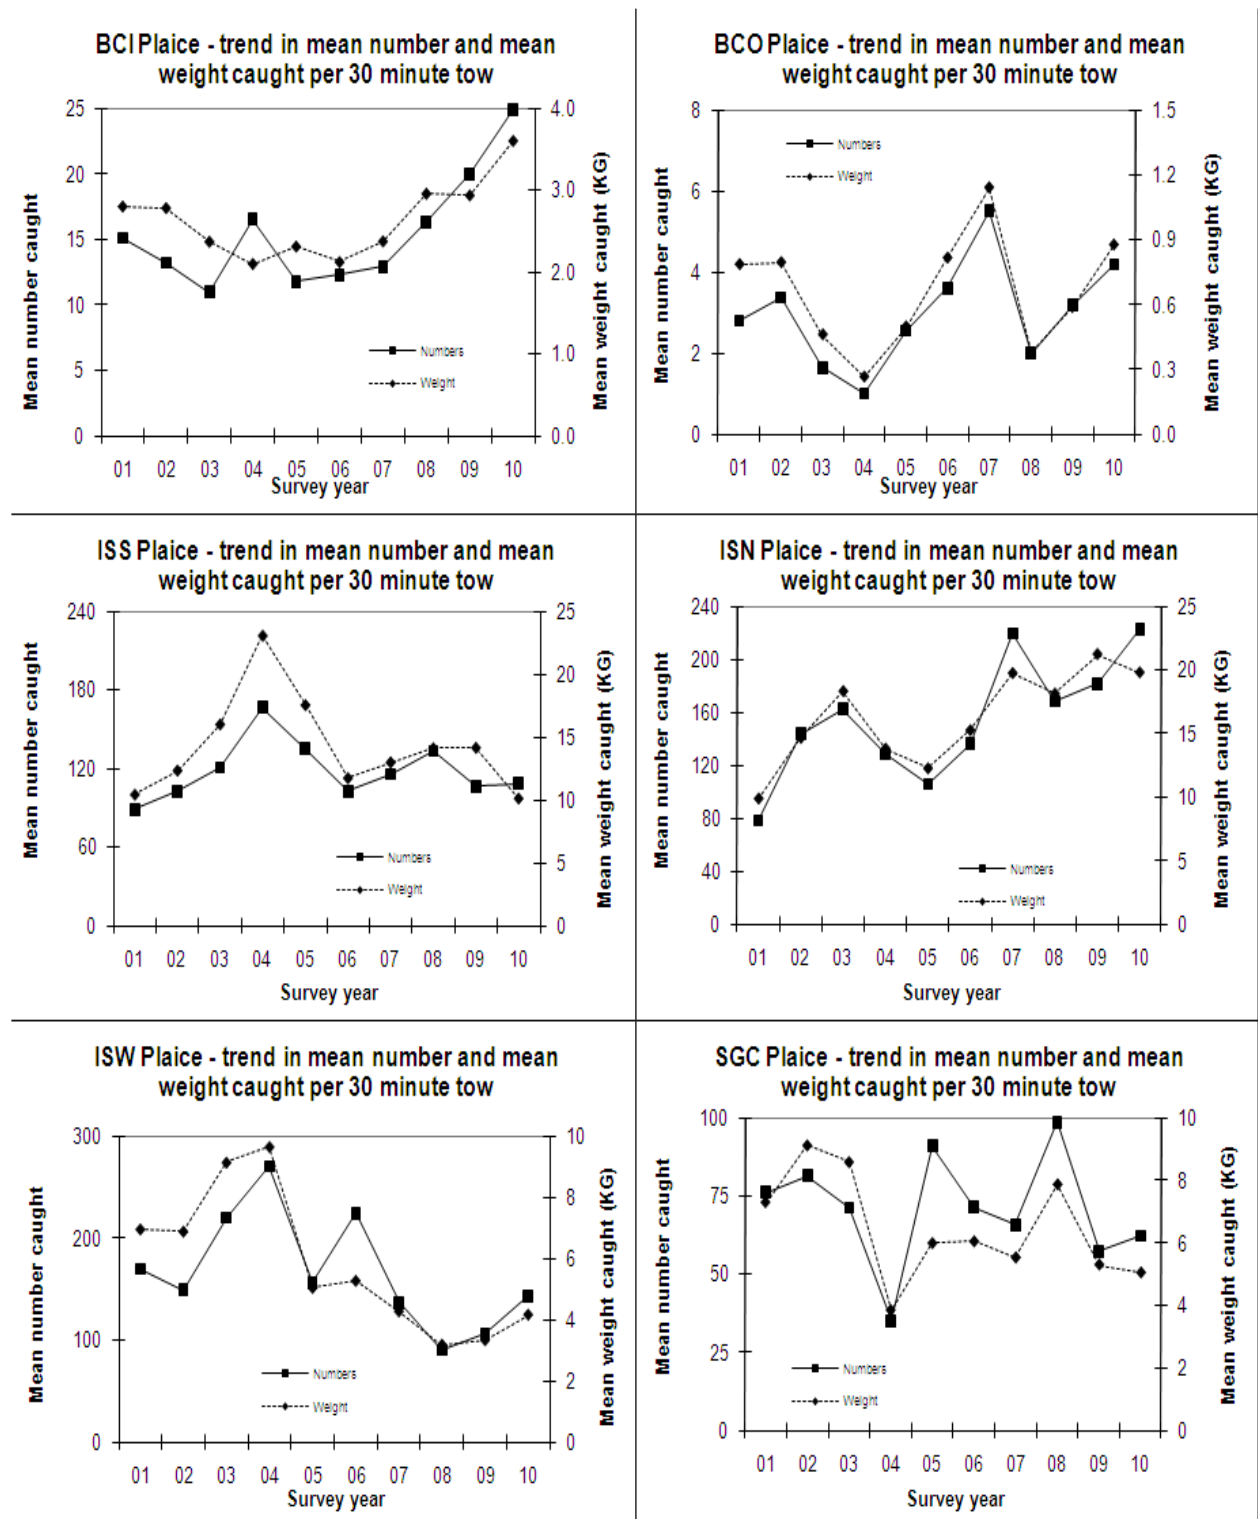 BCI Plaice - trend in mean number and mean
weight caught per 30 minute tow
Mean number caught
25
20
15
10
5
0
4.0
3.0
2.0
1.0
0.0
Mean weight caught (KG)
Numbers
Weight
01 02 03 04 05 06 07 08 09 10
Survey year
BCO Plaice - trend in mean number and mean
weight caught per 30 minute tow
Mean number caught
8
6
4
2
0
1.5
1.2
0.9
0.6
0.3
0.0
Mean weight caught (KG)
Numbers
Weight
01 02 03 04 05 06 07 08 09 10
Survey year
ISS Plaice - trend in mean number and mean
weight caught per 30 minute tow
Mean number caught
240
180
120
60
0
25
20
15
10
5
0
Mean weight caught (KG)
Numbers
Weight
01 02 03 04 05 06 07 08 09 10
Survey year
ISN Plaice - trend in mean number and mean
weight caught per 30 minute tow
Mean number caught
240
200
160
120
80
40
0
25
20
15
10
5
0
Mean weight caught (KG)
Numbers
Weight
01 02 03 04 05 06 07 08 09 10
Survey year
ISW Plaice - trend in mean number and mean
weight caught per 30 minute tow
Mean number caught
300
200
100
0
10
8
6
4
2
0
Mean weight caught (KG)
Numbers
Weight
01 02 03 04 05 06 07 08 09 10
Survey year
SGC Plaice - trend in mean number and mean
weight caught per 30 minute tow
Mean number caught
100
75
50
25
0
10
8
6
4
2
0
Mean weight caught (KG)
Numbers
Weight
01 02 03 04 05 06 07 08 09 10
Survey year